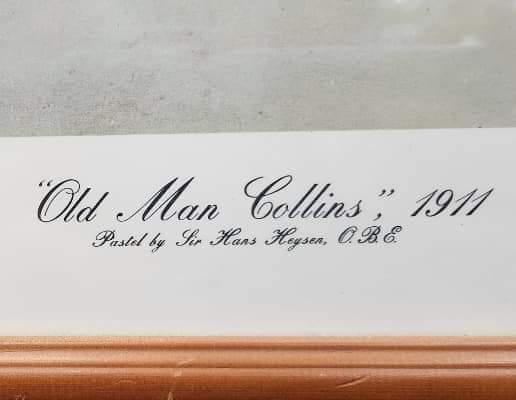 "Old Man Collins", 1911
Pastel by Sir Hans Heysen, O.B.E.